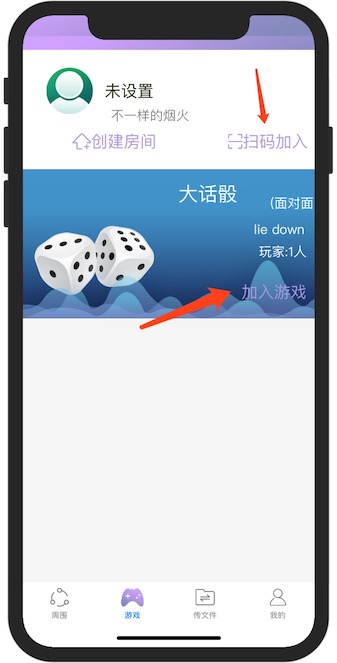 未设置
不一样的烟火
创建房间
扫码加入
大话骰
（面对面
lie down
玩家:1人
加入游戏
周围
游戏
传文件
我的